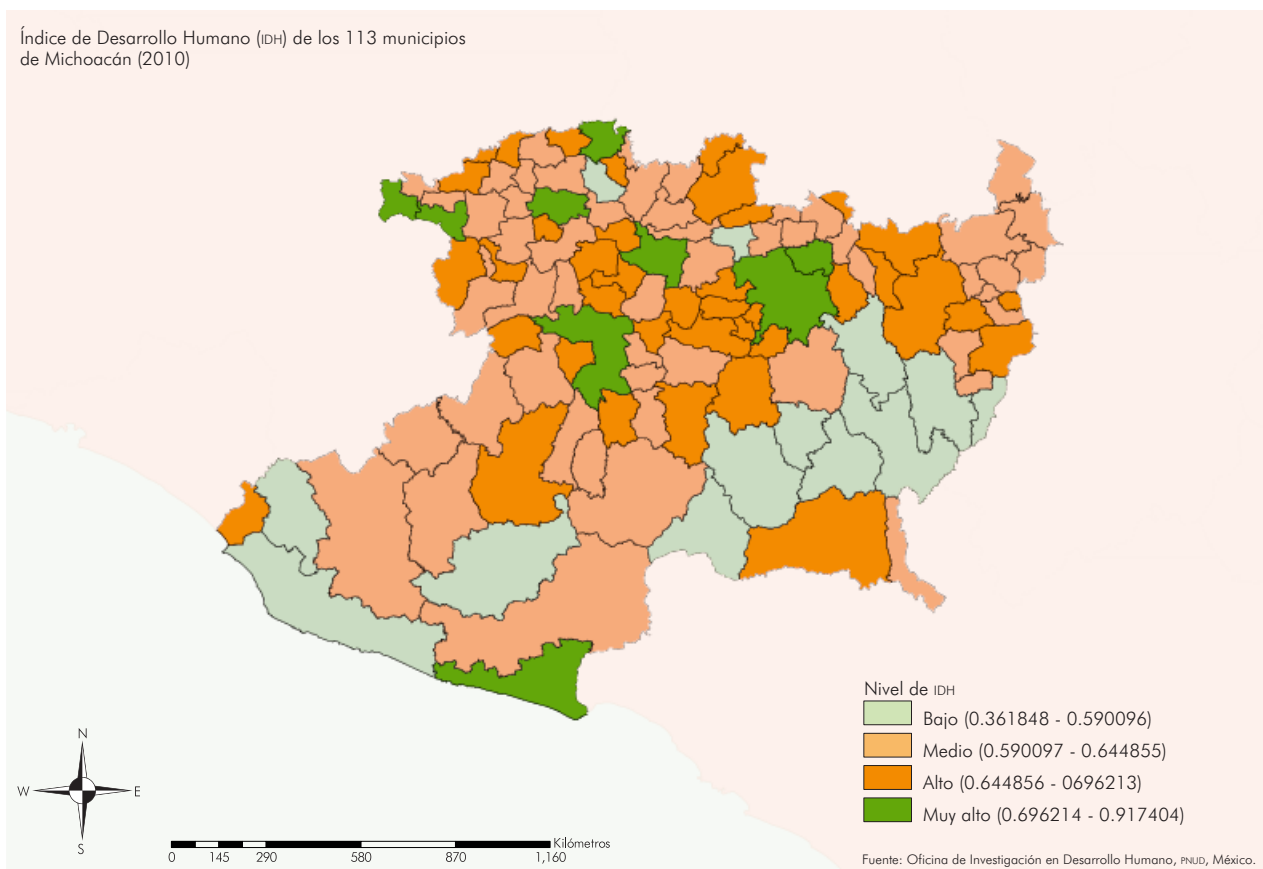 Índice de Desarrollo Humano (IDH) de los 113 municipios
de Michoacán (2010)
Nivel de IDH
Bajo (0.361848 - 0.590096)
Medio (0.590097 - 0.644855)
Alto (0.644856 - 0696213)
Muy alto (0.696214 - 0.917404)
N
W
E
S
Kilómetros
0 145 290 580 870 1,160
Fuente: Oficina de Investigación en Desarrollo Humano, PNUD, México.